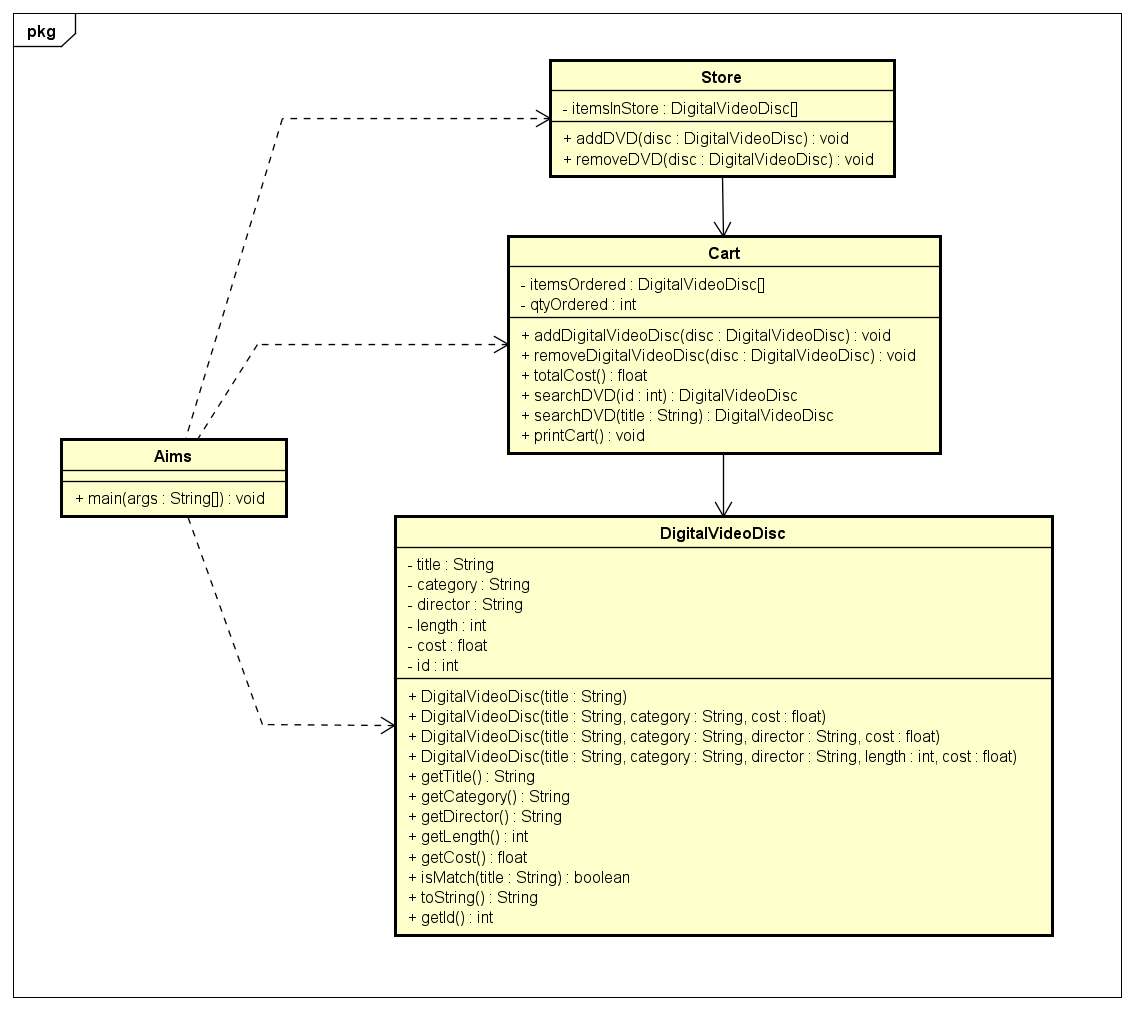 pkg
Store
- itemsInStore : DigitalVideoDisc[]
+ addDVD(disc : DigitalVideoDisc) : void
+ removeDVD(disc : DigitalVideoDisc) : void
Cart
- itemsOrdered : DigitalVideoDisc[]
- qtyOrdered : int
+ addDigitalVideoDisc(disc : DigitalVideoDisc) : void
+ removeDigitalVideoDisc(disc : DigitalVideoDisc) : void
+ totalCost() : float
+ searchDVD(id : int) : DigitalVideoDisc
+ searchDVD(title : String) : DigitalVideoDisc
+ printCart() : void
Aims
+ main(args : String[]) : void
DigitalVideoDisc
- title : String
- category : String
- director : String
- length : int
- cost : float
- id : int
+ DigitalVideoDisc(title : String)
+ DigitalVideoDisc(title : String, category : String, cost : float)
+ DigitalVideoDisc(title : String, category : String, director : String, cost : float)
+ DigitalVideoDisc(title : String, category : String, director : String, length : int, cost : float)
+ getTitle() : String
+ getCategory() : String
+ getDirector() : String
+ getLength() : int
+ getCost() : float
+ isMatch(title : String) : boolean
+ toString() : String
+ getId() : int